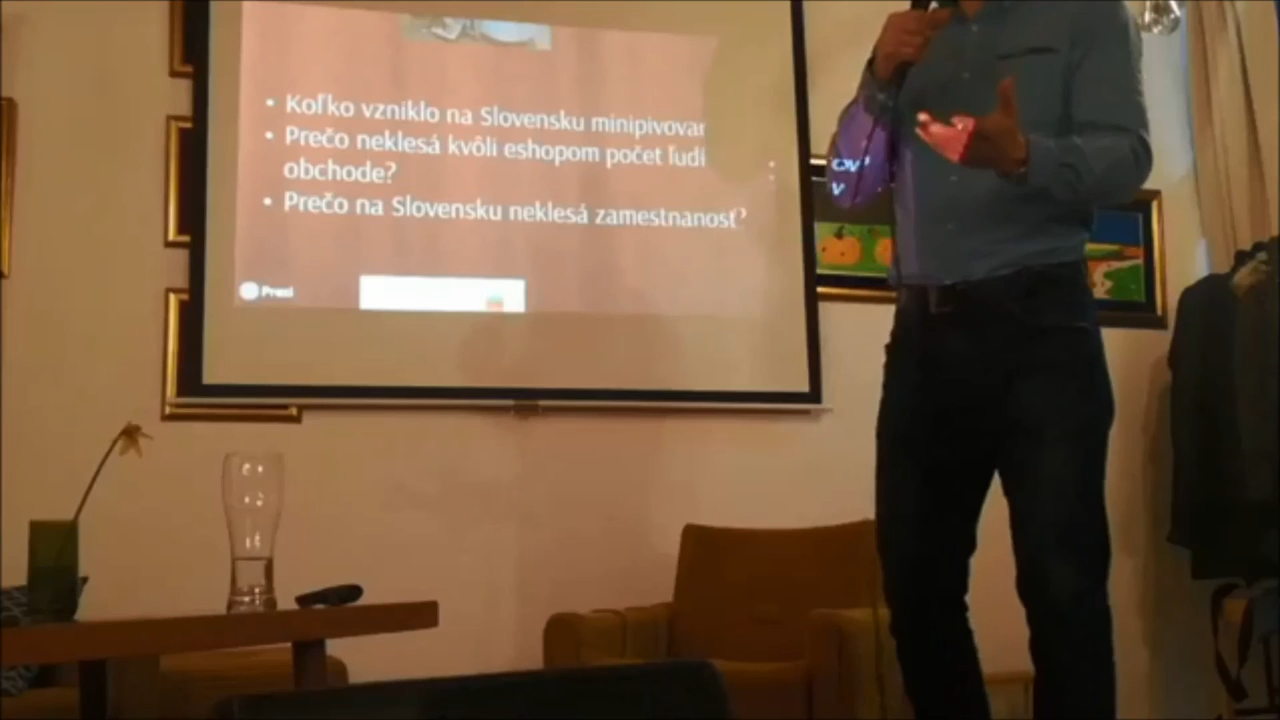 • Koľko vzniklo na Slovensku minipivovar
• Prečo neklesá kvôli eshopom počet ľudí
obchode?
• Prečo na Slovensku neklesá zamestnanosť?
Prezi